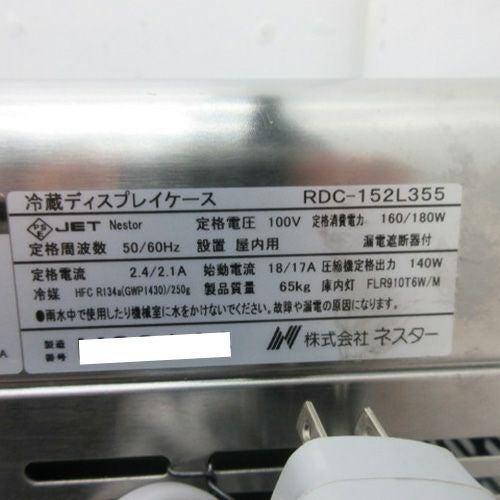 冷蔵ディスプレイケース RDC-152L355
PSE JET Nestor 定格電圧 100V 定格消費電力 160/180W
定格周波数 50/60Hz 設置 屋内用 漏電遮断器付
定格電流 2.4/2.1A 始動電流 18/17A 圧縮機定格出力 140W
冷媒 HFC R134a(GWP1430)/250g 製品質量 65kg 庫内灯 FLR910T6W/M
●雨水中で使用したり機械室に水をかけないでください。故障や漏電の原因になります。
製造
番号
株式会社 ネスター
A